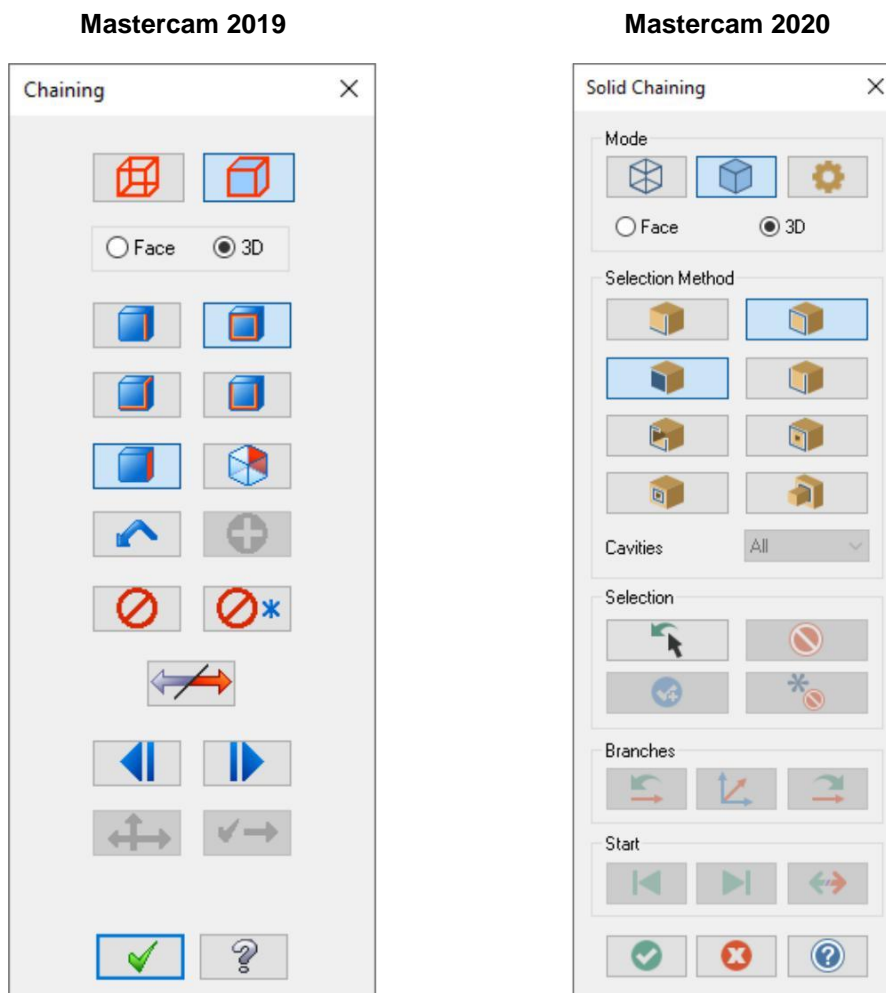 Mastercam 2019
Mastercam 2020
Chaining
Face
3D
Solid Chaining
Mode
Face
3D
Selection Method
Cavities
All
Selection
Branches
Start